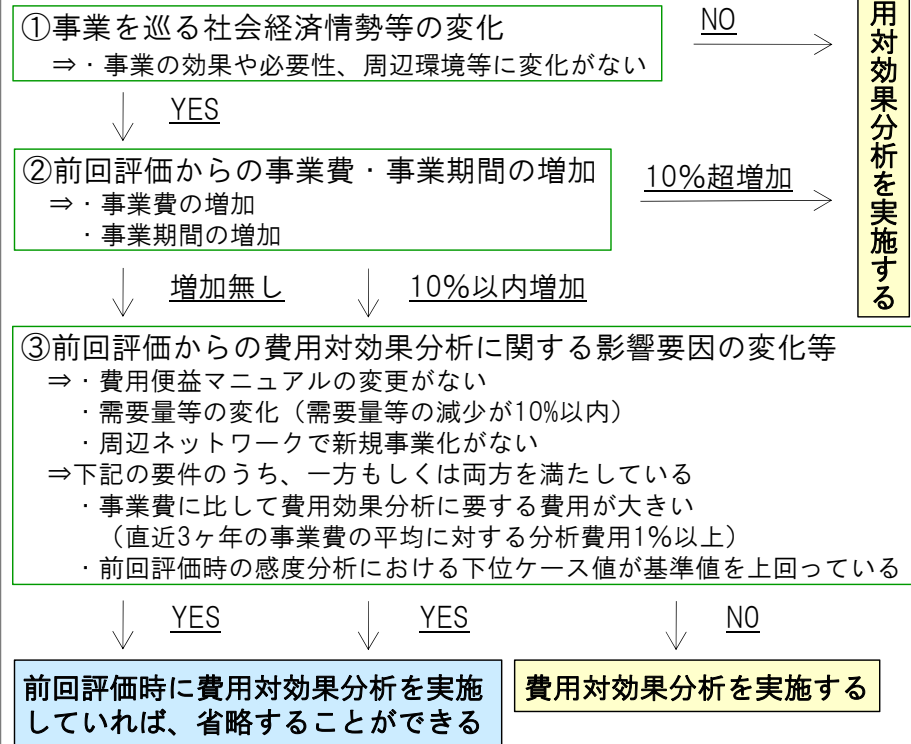 ①事業を巡る社会経済情勢等の変化
⇒・事業の効果や必要性、周辺環境等に変化がない
NO
用対効果分析を実施する
YES
②前回評価からの事業費・事業期間の増加
⇒・事業費の増加
・事業期間の増加
10%超増加
増加無し
10%以内増加
③前回評価からの費用対効果分析に関する影響要因の変化等
⇒・費用便益マニュアルの変更がない
・需要量等の変化（需要量等の減少が10%以内）
・周辺ネットワークで新規事業化がない
⇒下記の要件のうち、一方もしくは両方を満たしている
・事業費に比して費用効果分析に要する費用が大きい
（直近3ヶ年の事業費の平均に対する分析費用1%以上）
・前回評価時の感度分析における下位ケース値が基準値を上回っている
YES
YES
NO
前回評価時に費用対効果分析を実施
していれば、省略することができる
費用対効果分析を実施する